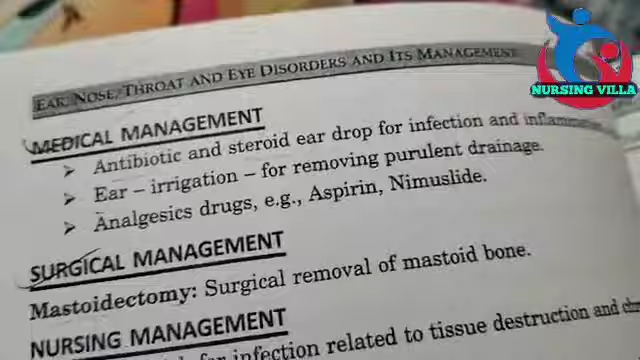 NURSING VILLA
EAR, NOSE, THROAT AND EYE DISORDERS AND ITS MANAGEMENT
MEDICAL MANAGEMENT
➤ Antibiotic and steroid ear drop for infection and
➤ Ear – irrigation – for removing purulent drainage.
➤ Analgesics drugs, e.g., Aspirin, Nimuslide.
SURGICAL MANAGEMENT
Mastoidectomy: Surgical removal of mastoid bone.
NURSING MANAGEMENT
for infection related to tissue destruction and